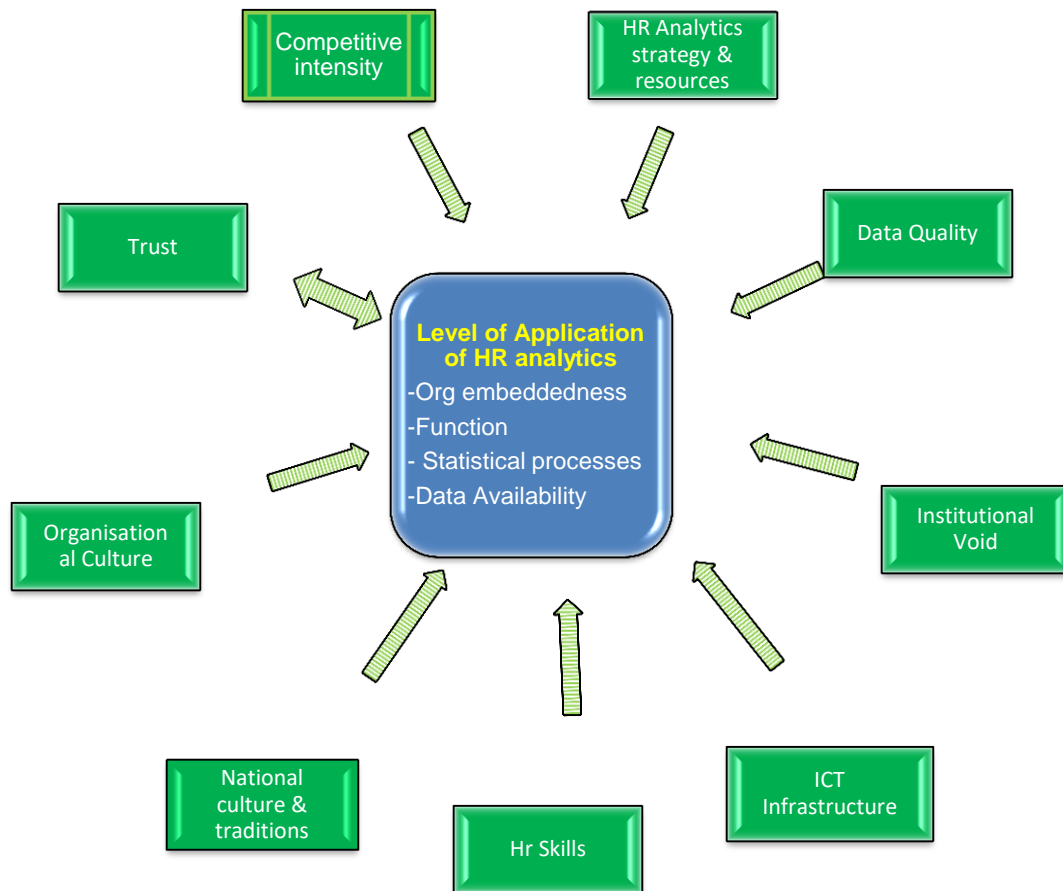 Competitive
intensity
HR Analytics
strategy &
resources
Trust
Data Quality
Level of Application
of HR analytics
-Org embeddedness
-Function
- Statistical processes
-Data Availability
Organisation
al Culture
Institutional
Void
National
culture &
traditions
Hr Skills
ICT
Infrastructure